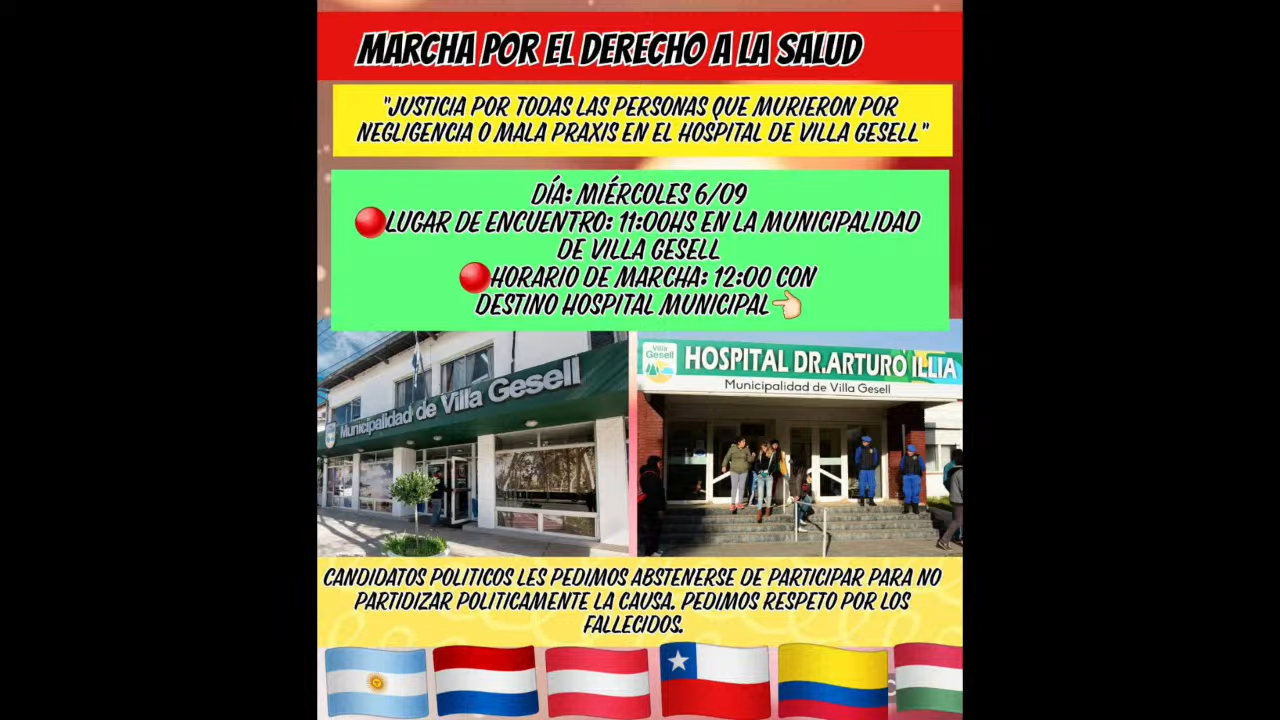 MARCHA POR EL DERECHO A LA SALUD
"JUSTICIA POR TODAS LAS PERSONAS QUE MURIERON POR
NEGLIGENCIA O MALA PRAXIS EN EL HOSPITAL DE VILLA GESELL"
DÍA: MIÉRCOLES 6/09
LUGAR DE ENCUENTRO: 11:00HS EN LA MUNICIPALIDAD
DE VILLA GESELL
HORARIO DE MARCHA: 12:00 CON
DESTINO HOSPITAL MUNICIPAL
Municipalidad de Villa Gesell
Villa
Gesell
HOSPITAL DR.ARTURO ILLIA
Municipalidad de Villa Gesell
CANDIDATOS POLITICOS LES PEDIMOS ABSTENERSE DE PARTICIPAR PARA NO
PARTIDIZAR POLITICAMENTE LA CAUSA. PEDIMOS RESPETO POR LOS
FALLECIDOS.